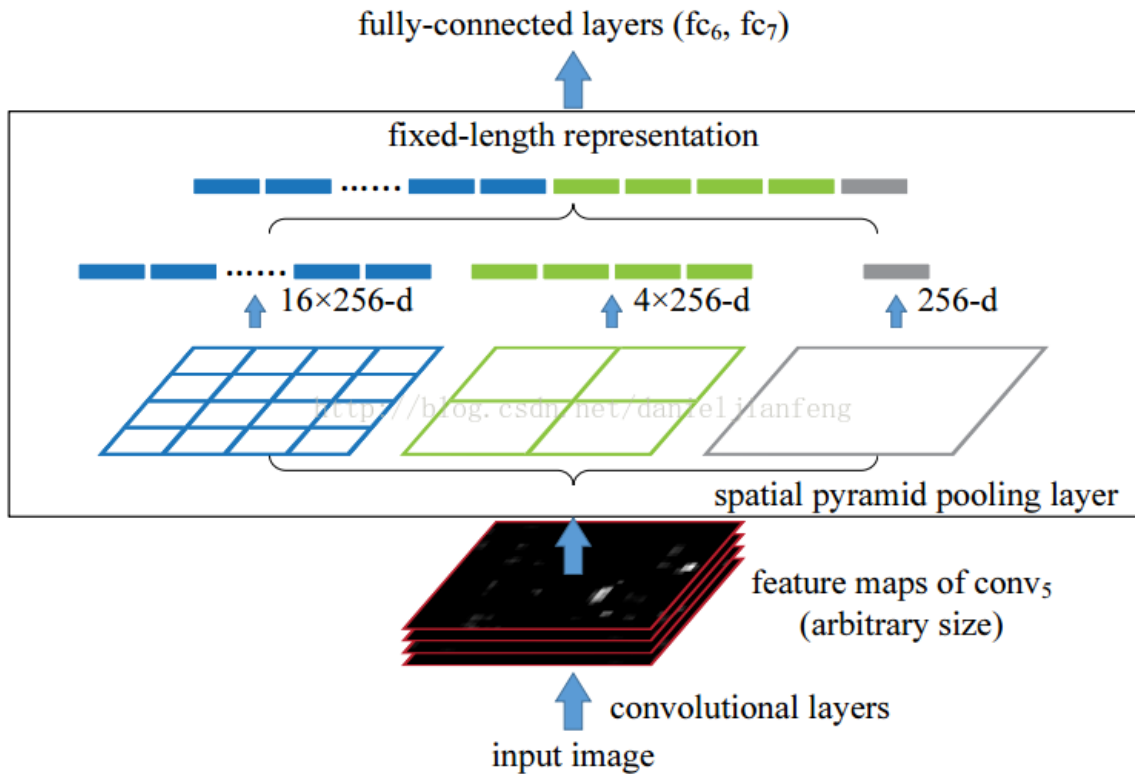 fully-connected layers (fc₆, fc₇)
fixed-length representation
......
......
16×256-d
4×256-d
256-d
http://blog.csdn.net/danieljianfeng
spatial pyramid pooling layer
feature maps of conv₅
(arbitrary size)
convolutional layers
input image